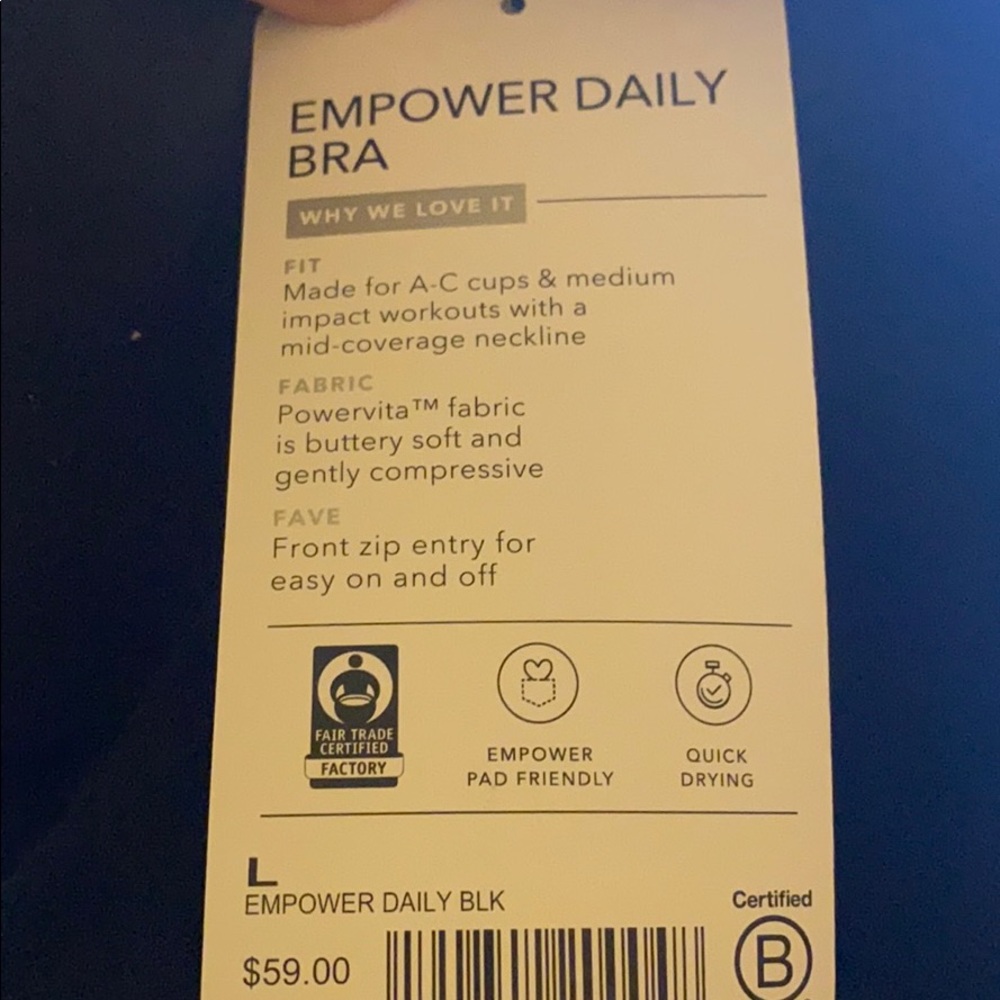 EMPOWER DAILY
BRA
WHY WE LOVE IT
FIT
Made for A-C cups & medium
impact workouts with a
mid-coverage neckline
FABRIC
Powervita™ fabric
is buttery soft and
gently compressive
FAVE
Front zip entry for
easy on and off
FAIR TRADE
CERTIFIED
FACTORY
EMPOWER
PAD FRIENDLY
QUICK
DRYING
L
EMPOWER DAILY BLK
$59.00
Certified
B